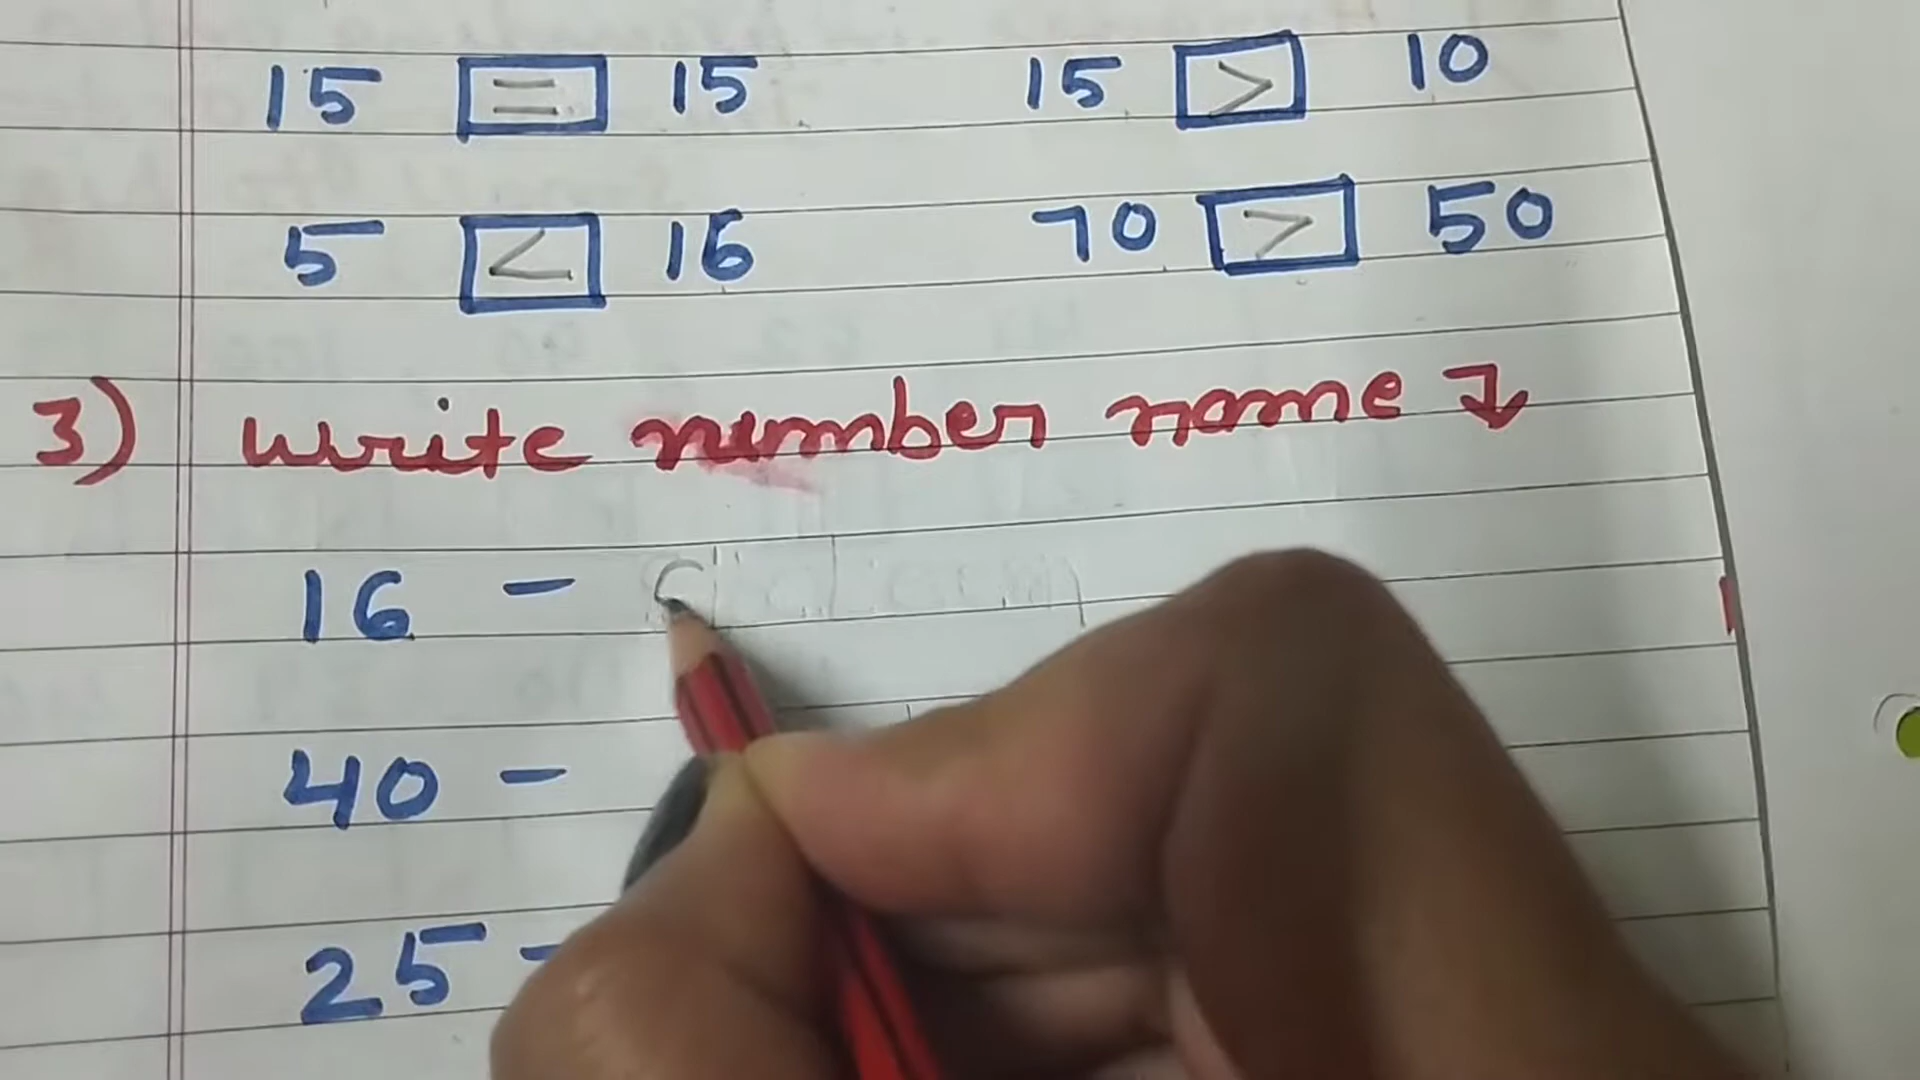 15 = 15 15 > 10
5 < 16 70 > 50
3) write number name ↴
16 -
40 -
25 -